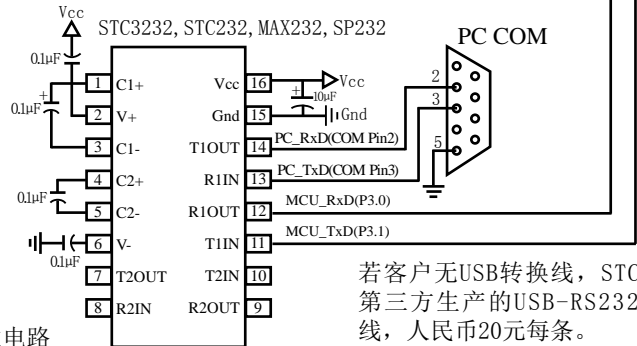 Vcc
STC3232, STC232, MAX232, SP232
PC COM
0.1μF
1 C1+ Vcc 16 Vcc
2
0.1μF + + 10μF
3
2 V+ Gnd 15 Gnd
3 C1- T1OUT 14 PC_RxD(COM Pin2)
5
4 C2+ R1IN 13 PC_TxD(COM Pin3)
0.1μF
5 C2- R1OUT 12 MCU_RxD(P3.0)
6 V- T1IN 11 MCU_TxD(P3.1)
0.1μF
7 T2OUT T2IN 10
8 R2IN R2OUT 9
若客户无USB转换线，STC
第三方生产的USB-RS232
线，人民币20元每条。
电路